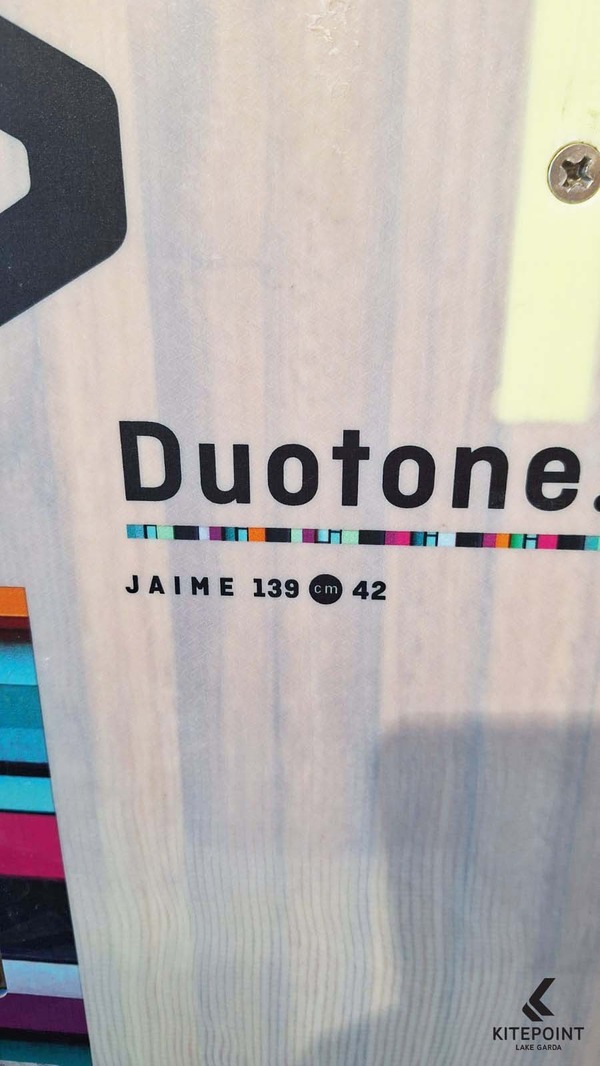 Duotone.
JAIME 139 cm 42
KITEPOINT
LAKE GARDA